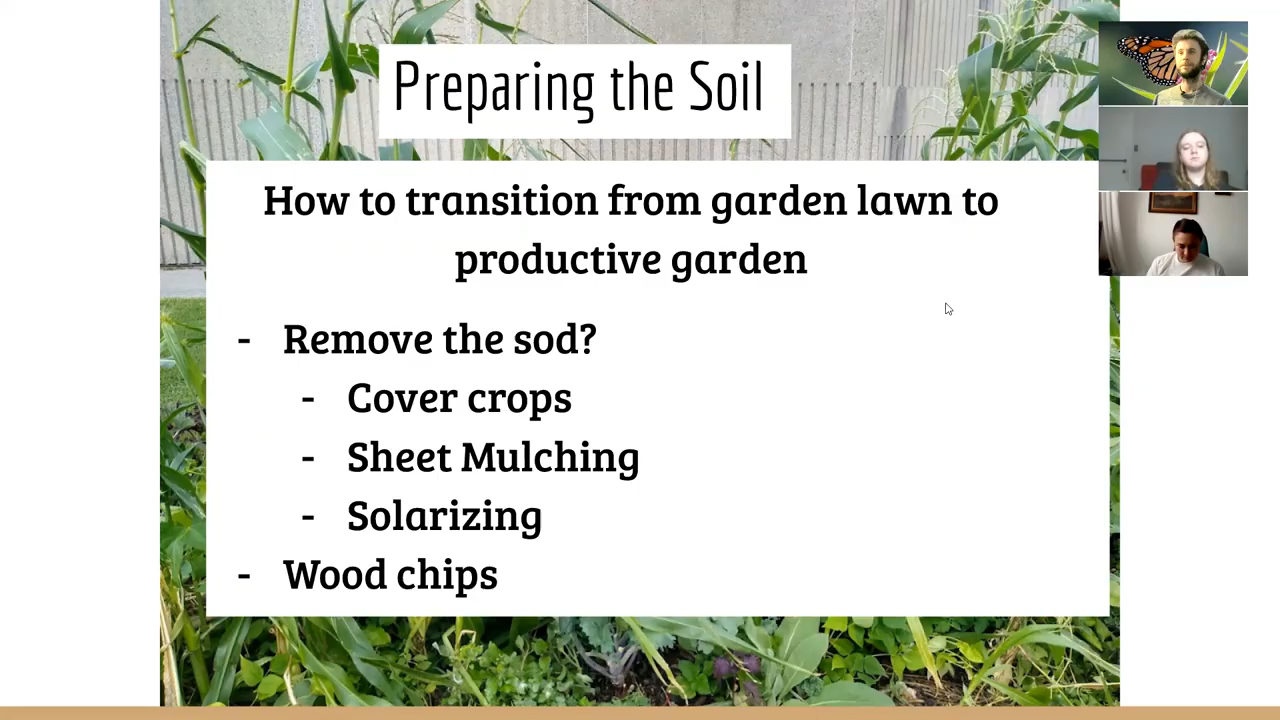 Preparing the Soil
How to transition from garden lawn to
productive garden
- Remove the sod?
- Cover crops
- Sheet Mulching
- Solarizing
- Wood chips